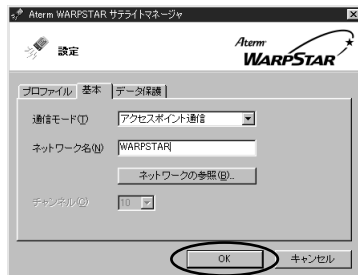 Aterm WARPSTAR サテライトマネージャ
設定
Aterm
WARPSTAR
プロファイル 基本 データ保護
通信モード(T) アクセスポイント通信
ネットワーク名(N) WARPSTAR
ネットワークの参照(B)...
チャンネル(C) 10
OK キャンセル